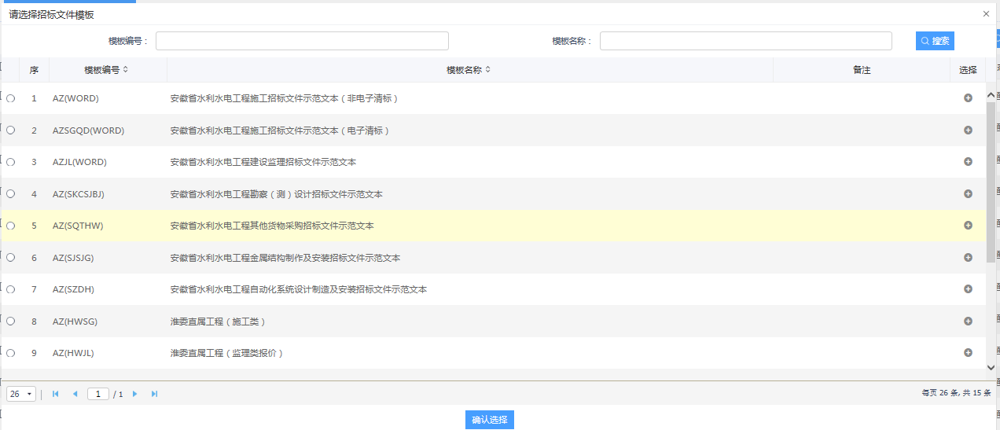 请选择招标文件模板
模板编号： 模板名称： 搜索
序 模板编号 模板名称 备注 选择
1 AZ(WORD) 安徽省水利水电工程施工招标文件示范文本（非电子清标）
2 AZSGQD(WORD) 安徽省水利水电工程施工招标文件示范文本（电子清标）
3 AZJL(WORD) 安徽省水利水电工程建设监理招标文件示范文本
4 AZ(SKCSJBJ) 安徽省水利水电工程勘察（测）设计招标文件示范文本
5 AZ(SQTHW) 安徽省水利水电工程其他货物采购招标文件示范文本
6 AZ(SJSJG) 安徽省水利水电工程金属结构制作及安装招标文件示范文本
7 AZ(SZDH) 安徽省水利水电工程自动化系统设计制造及安装招标文件示范文本
8 AZ(HWSG) 淮委直属工程（施工类）
9 AZ(HWJL) 淮委直属工程（监理类报价）
26 1 / 1 每页 26 条, 共 15 条
确认选择